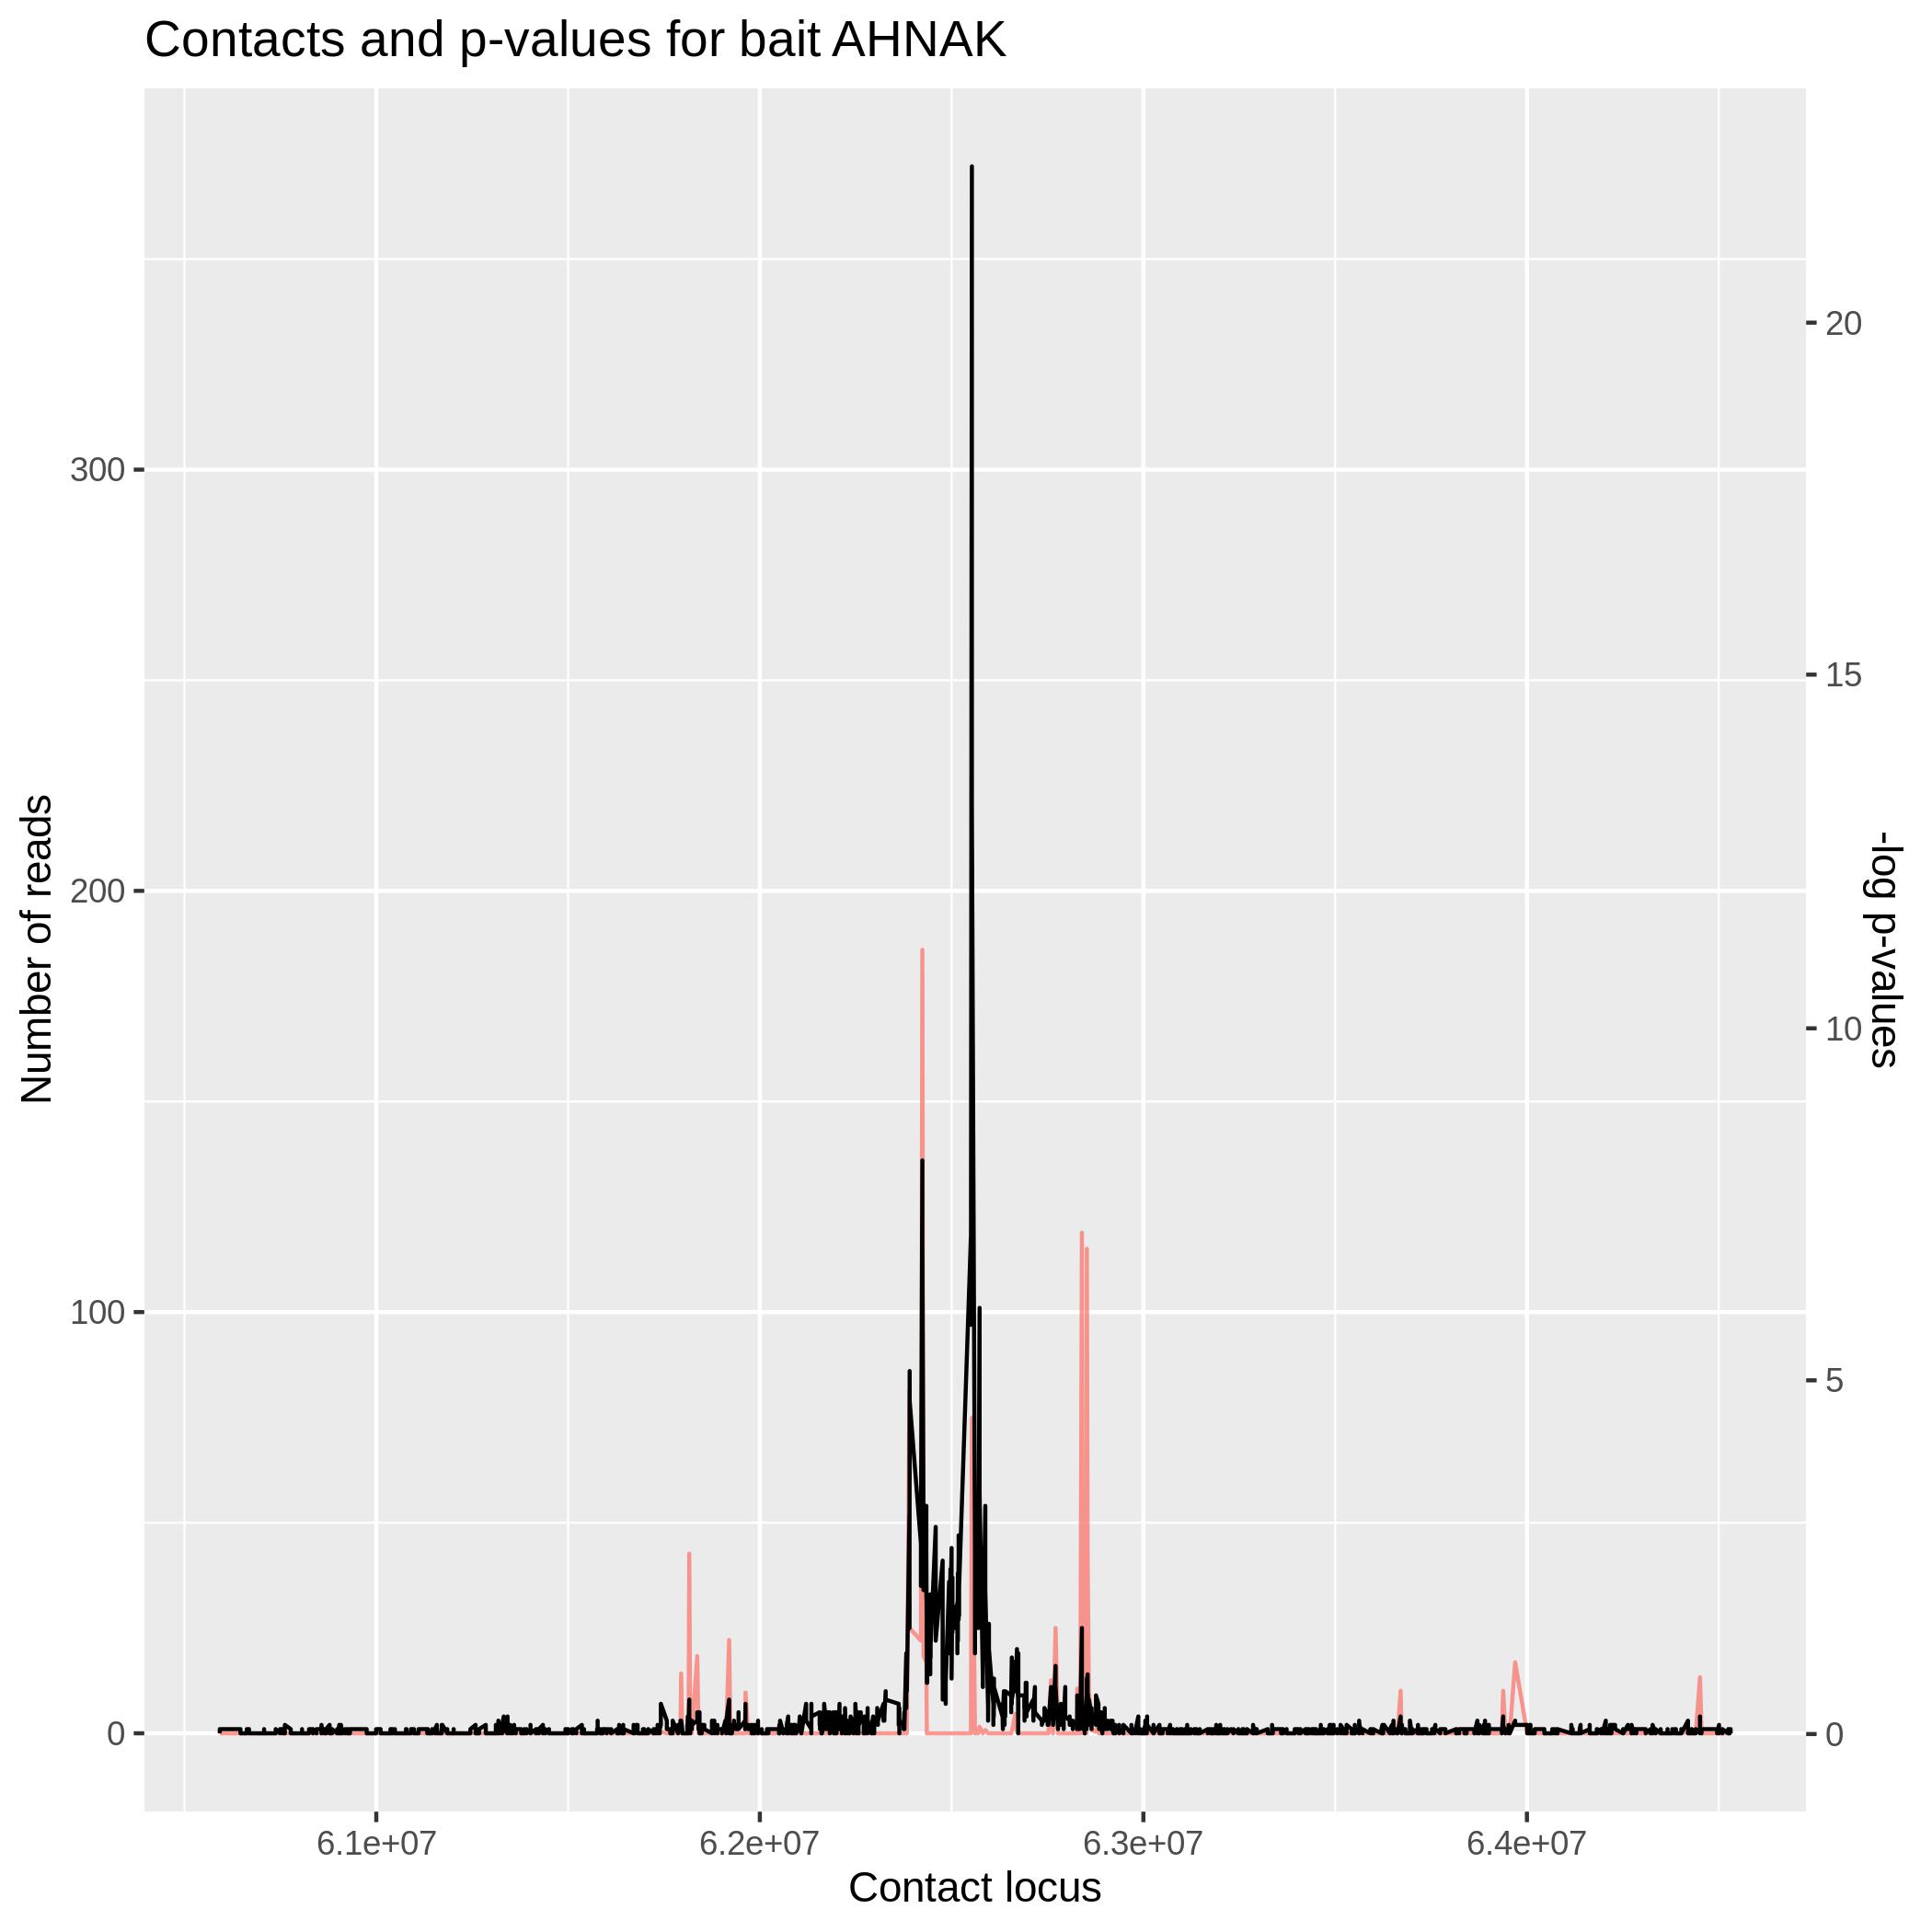 Contacts and p-values for bait AHNAK
Number of reads
300
200
100
0
20
15
10
5
0
-log p-values
6.1e+07
6.2e+07
6.3e+07
6.4e+07
Contact locus